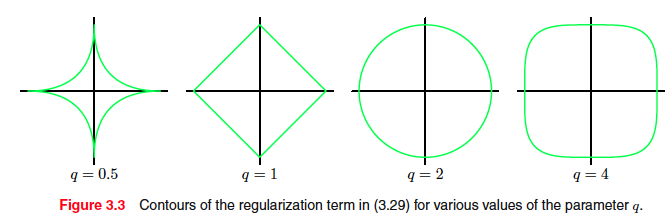 q = 0.5 q = 1 q = 2 q = 4
Figure 3.3 Contours of the regularization term in (3.29) for various values of the parameter q.